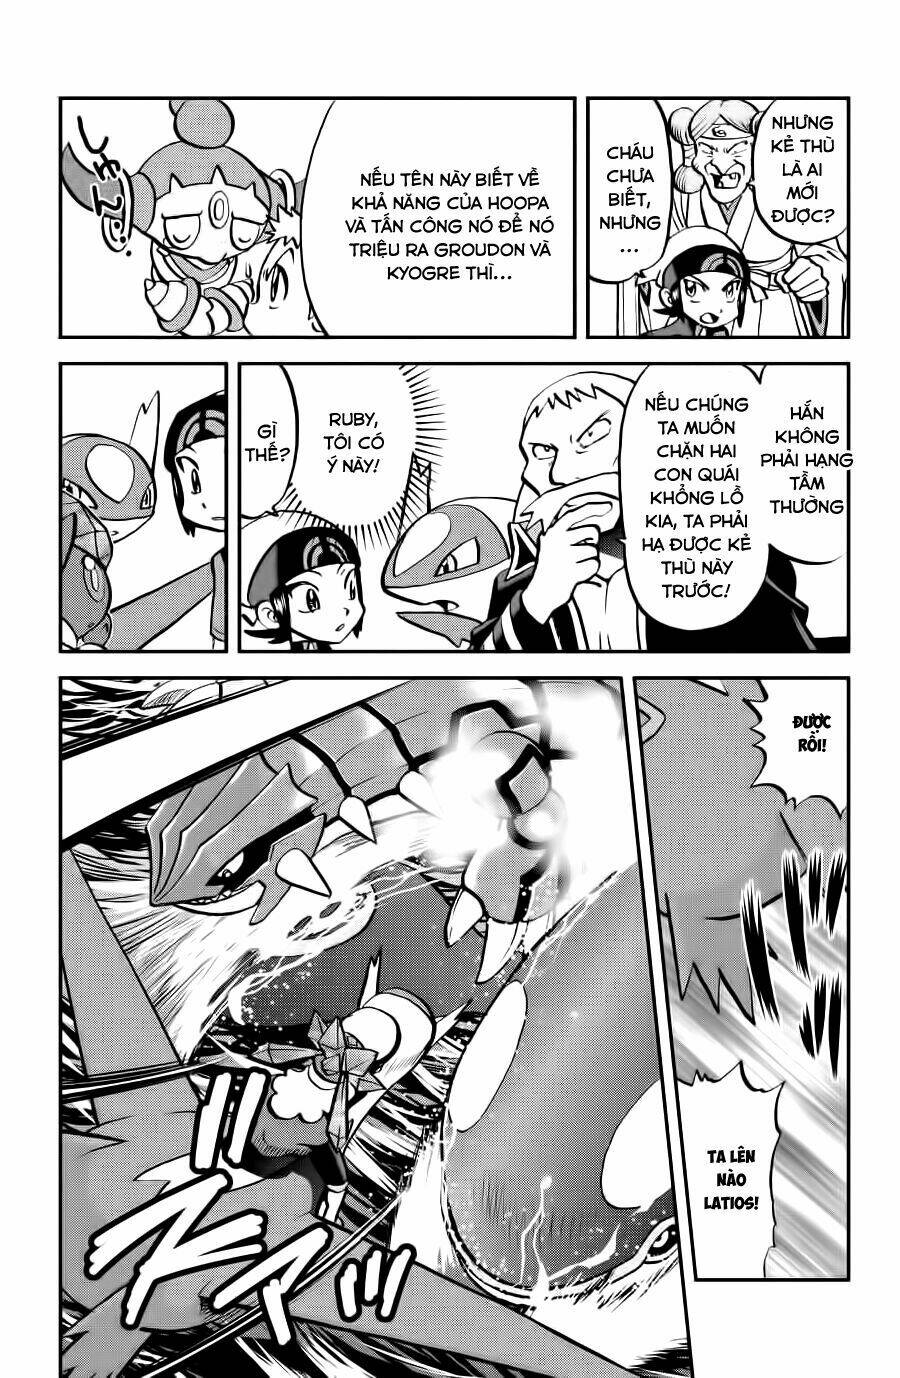 NHƯNG
KẺ THÙ
LÀ AI
MỚI
ĐƯỢC?
CHÁU
CHƯA
BIẾT,
NHƯNG
...
NẾU TÊN NÀY BIẾT VỀ
KHẢ NĂNG CỦA HOOPA
VÀ TẤN CÔNG NÓ ĐỂ NÓ
TRIỆU RA GROUDON VÀ
KYOGRE THÌ...
HẮN
KHÔNG
PHẢI HẠNG
TẦM
THƯỜNG
NẾU CHÚNG
TA MUỐN
CHẶN HAI
CON QUÁI
KHỔNG LỒ
KIA, TA PHẢI
HẠ ĐƯỢC KẺ
THÙ NÀY
TRƯỚC!
RUBY,
TÔI CÓ
Ý NÀY!
GÌ
THẾ?
ĐƯỢC
RỒI!
TA LÊN
NÀO
LATIOS!